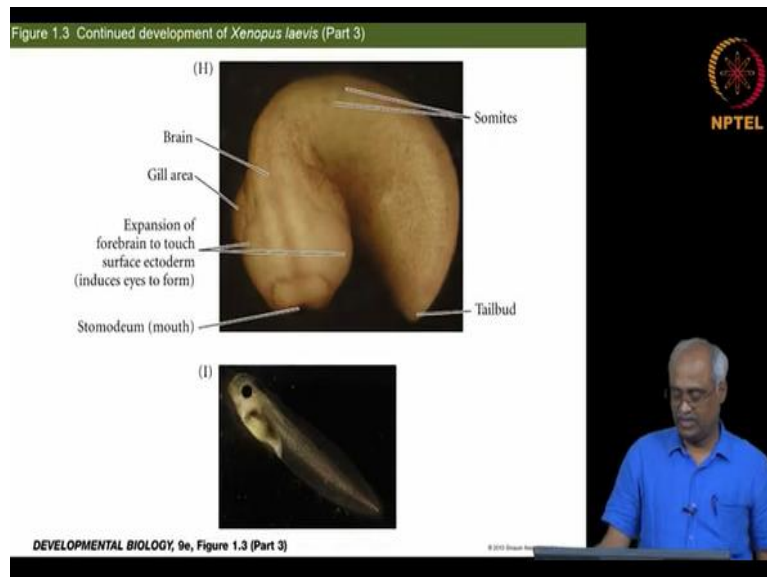 Figure 1.3 Continued development of Xenopus laevis (Part 3)
NPTEL
(H)
Somites
Brain
Gill area
Expansion of
forebrain to touch
surface ectoderm
(induces eyes to form)
Stomodeum (mouth)
Tailbud
(I)
DEVELOPMENTAL BIOLOGY, 9e, Figure 1.3 (Part 3)